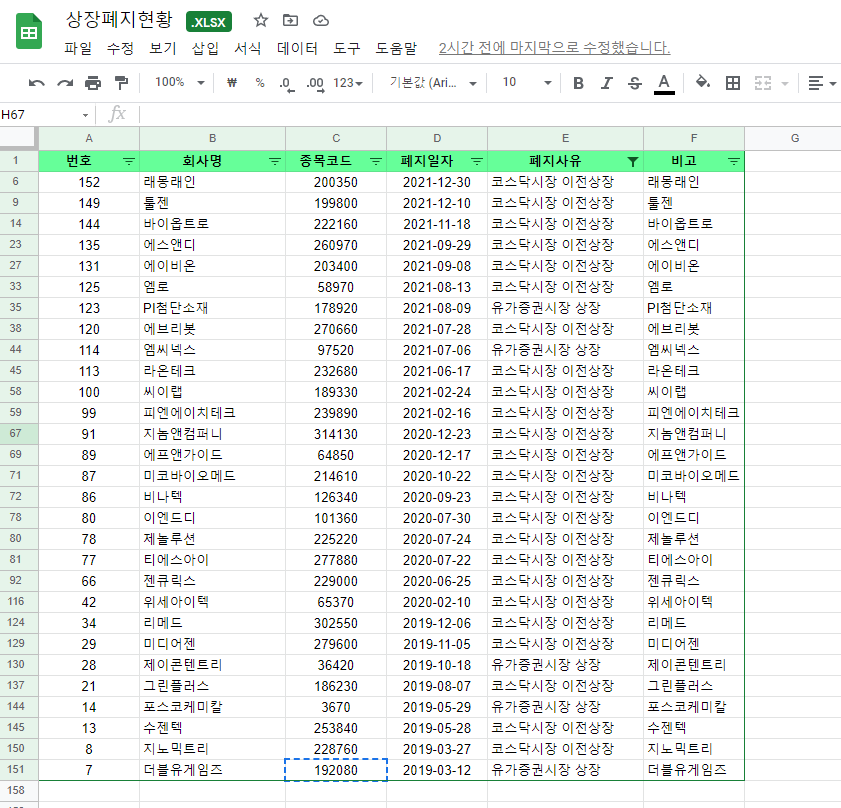 상장폐지현황 .XLSX
파일 수정 보기 삽입 서식 데이터 도구 도움말 2시간 전에 마지막으로 수정했습니다.
100% ₩ % .0 .00 123 기본값 (Ari... 10 B I S A
H67 fx
A B C D E F G
1 번호 회사명 종목코드 폐지일자 폐지사유 비고
6 152 래몽래인 200350 2021-12-30 코스닥시장 이전상장 래몽래인
9 149 툴젠 199800 2021-12-10 코스닥시장 이전상장 툴젠
14 144 바이옵트로 222160 2021-11-18 코스닥시장 이전상장 바이옵트로
23 135 에스앤디 260970 2021-09-29 코스닥시장 이전상장 에스앤디
27 131 에이비온 203400 2021-09-08 코스닥시장 이전상장 에이비온
33 125 엠로 58970 2021-08-13 코스닥시장 이전상장 엠로
35 123 PI첨단소재 178920 2021-08-09 유가증권시장 상장 PI첨단소재
38 120 에브리봇 270660 2021-07-28 코스닥시장 이전상장 에브리봇
44 114 엠씨넥스 97520 2021-07-06 유가증권시장 상장 엠씨넥스
45 113 라온테크 232680 2021-06-17 코스닥시장 이전상장 라온테크
58 100 씨이랩 189330 2021-02-24 코스닥시장 이전상장 씨이랩
59 99 피엔에이치테크 239890 2021-02-16 코스닥시장 이전상장 피엔에이치테크
67 91 지놈앤컴퍼니 314130 2020-12-23 코스닥시장 이전상장 지놈앤컴퍼니
69 89 에프앤가이드 64850 2020-12-17 코스닥시장 이전상장 에프앤가이드
71 87 미코바이오메드 214610 2020-10-22 코스닥시장 이전상장 미코바이오메드
72 86 비나텍 126340 2020-09-23 코스닥시장 이전상장 비나텍
78 80 이엔드디 101360 2020-07-30 코스닥시장 이전상장 이엔드디
80 78 제놀루션 225220 2020-07-24 코스닥시장 이전상장 제놀루션
81 77 티에스아이 277880 2020-07-22 코스닥시장 이전상장 티에스아이
92 66 젠큐릭스 229000 2020-06-25 코스닥시장 이전상장 젠큐릭스
116 42 위세아이텍 65370 2020-02-10 코스닥시장 이전상장 위세아이텍
124 34 리메드 302550 2019-12-06 코스닥시장 이전상장 리메드
129 29 미디어젠 279600 2019-11-05 코스닥시장 이전상장 미디어젠
130 28 제이콘텐트리 36420 2019-10-18 유가증권시장 상장 제이콘텐트리
137 21 그린플러스 186230 2019-08-07 코스닥시장 이전상장 그린플러스
144 14 포스코케미칼 3670 2019-05-29 유가증권시장 상장 포스코케미칼
145 13 수젠텍 253840 2019-05-28 코스닥시장 이전상장 수젠텍
150 8 지노믹트리 228760 2019-03-27 코스닥시장 이전상장 지노믹트리
151 7 더블유게임즈 192080 2019-03-12 유가증권시장 상장 더블유게임즈
158